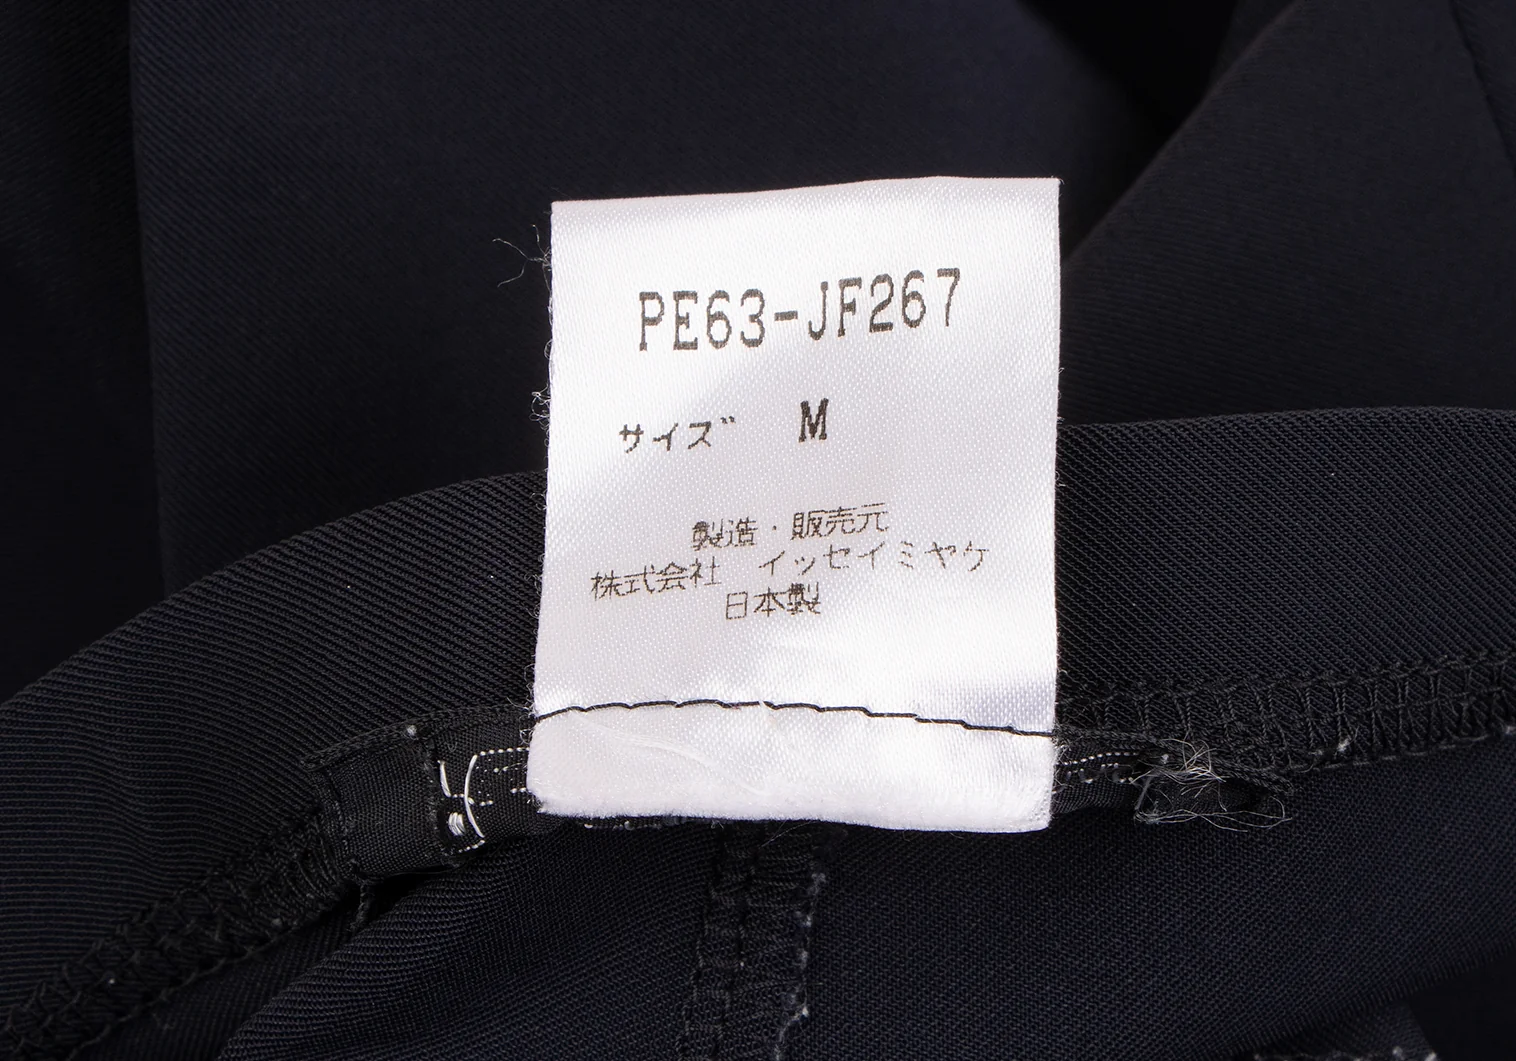 PE63-JF267
サイズ M
製造・販売元
株式会社 イッセイミヤケ
日本製